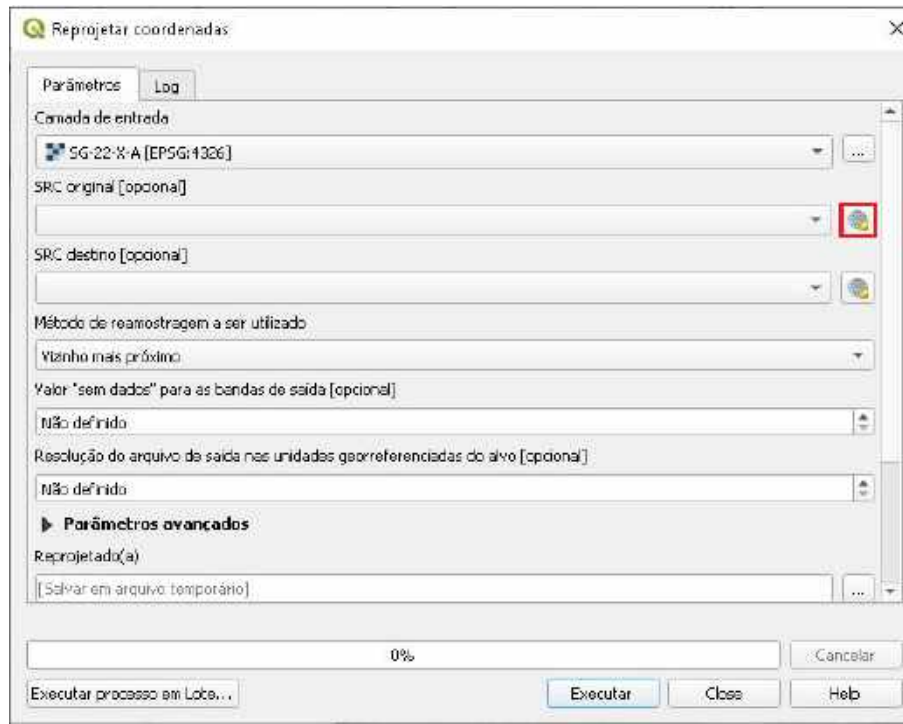 Reprojetar coordenadas
Parâmetros
Log
Camada de entrada
SG-22-X-A [EPSG:4326]
...
SRC original [opcional]
SRC destino [opcional]
Método de reamostragem a ser utilizado
Vizinho mais próximo
Valor "sem dados" para as bandas de saída [opcional]
Não definido
Resolução do arquivo de saída nas unidades georreferenciadas do alvo [opcional]
Não definido
Parâmetros avançados
Reprojetado(a)
[Salvar em arquivo temporário]
...
0%
Cancelar
Executar processo em Lote...
Executar
Close
Help